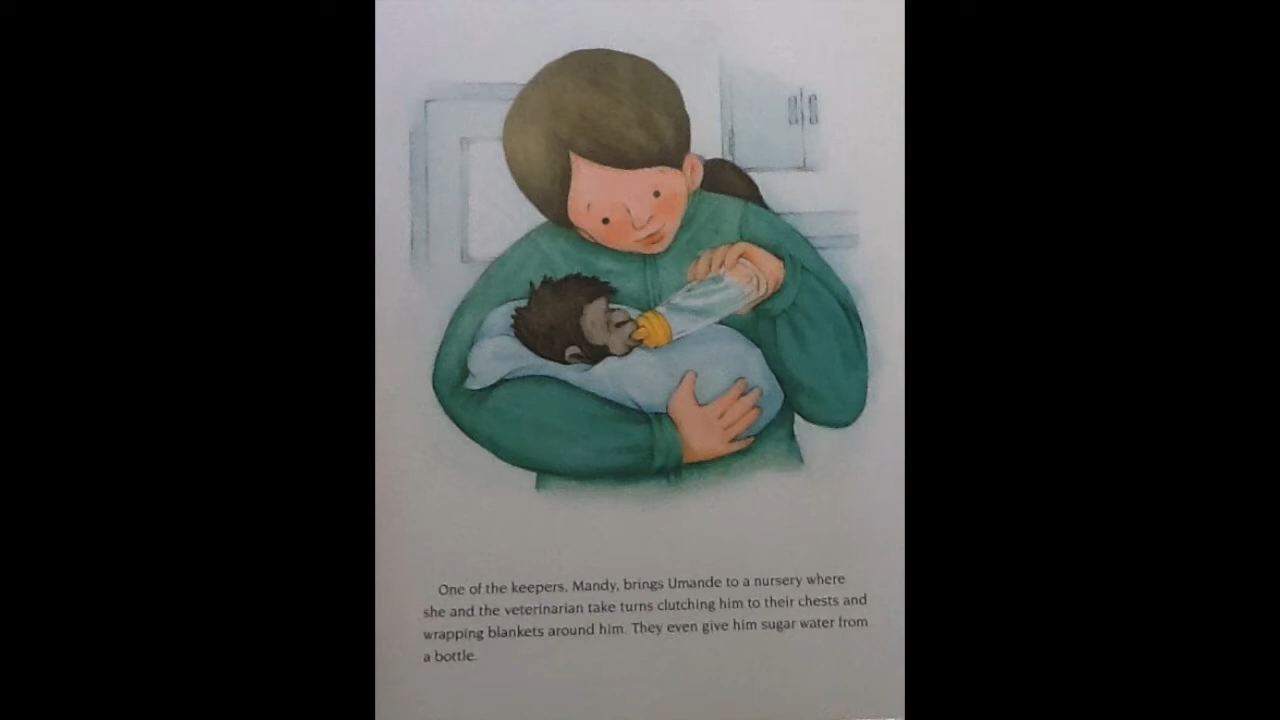 One of the keepers, Mandy, brings Umande to a nursery where
she and the veterinarian take turns clutching him to their chests and
wrapping blankets around him. They even give him sugar water from
a bottle.